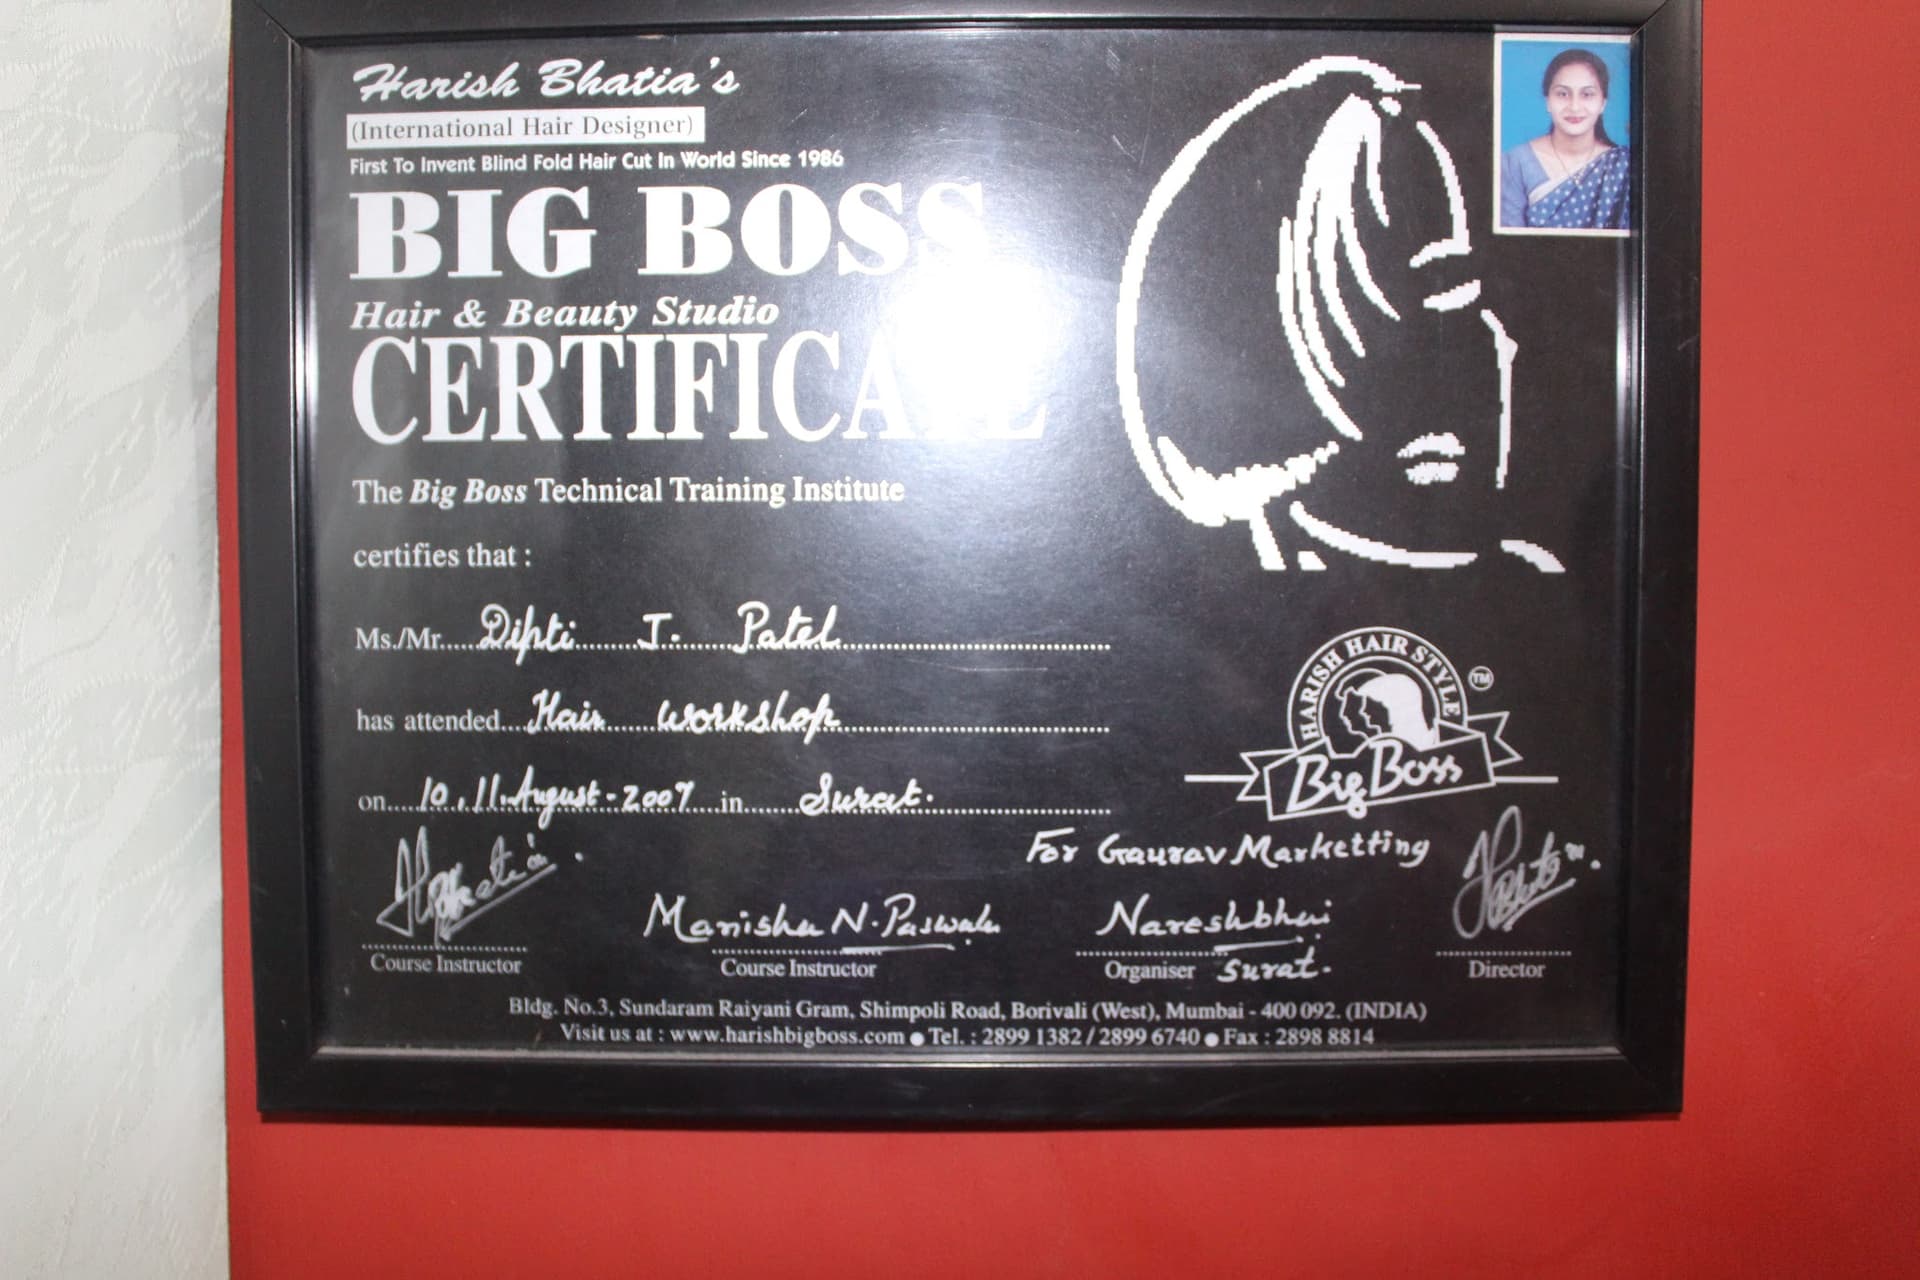 Harish Bhatia's
(International Hair Designer)
First To Invent Blind Fold Hair Cut In World Since 1986
BIG BOSS
Hair & Beauty Studio
CERTIFICATE
The Big Boss Technical Training Institute
certifies that :
Ms./Mr. Dipti J. Patel
has attended Hair workshop
on 10, 11, August - 2007 in Surat.
HARISH HAIR STYLE TM
Big Boss
For Gaurav Marketting
Manisha N. Paswala
Nareshbhai
Course Instructor
Course Instructor
Organiser Surat.
Director
Bldg. No.3, Sundaram Raiyani Gram, Shimpoli Road, Borivali (West), Mumbai - 400 092. (INDIA)
Visit us at : www.harishbigboss.com ● Tel. : 2899 1382 / 2899 6740 ● Fax : 2898 8814